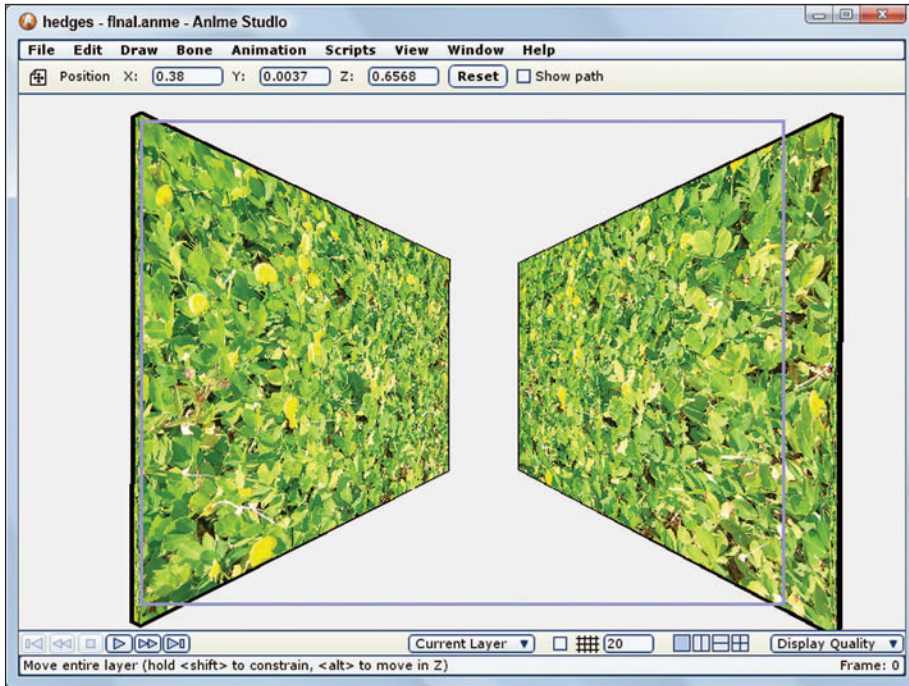 hedges - final.anme - Anime Studio
File Edit Draw Bone Animation Scripts View Window Help
Position X: 0.38 Y: 0.0037 Z: 0.6568 Reset Show path
Current Layer 20 Display Quality
Move entire layer (hold <shift> to constrain, <alt> to move in Z) Frame: 0